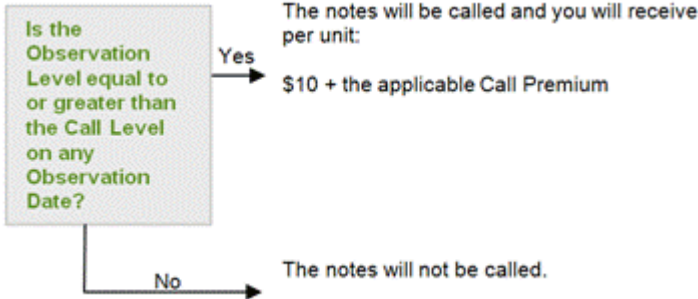 Is the
Observation
Level equal to
or greater than
the Call Level
on any
Observation
Date?
Yes
The notes will be called and you will receive
per unit:
$10 + the applicable Call Premium
No
The notes will not be called.